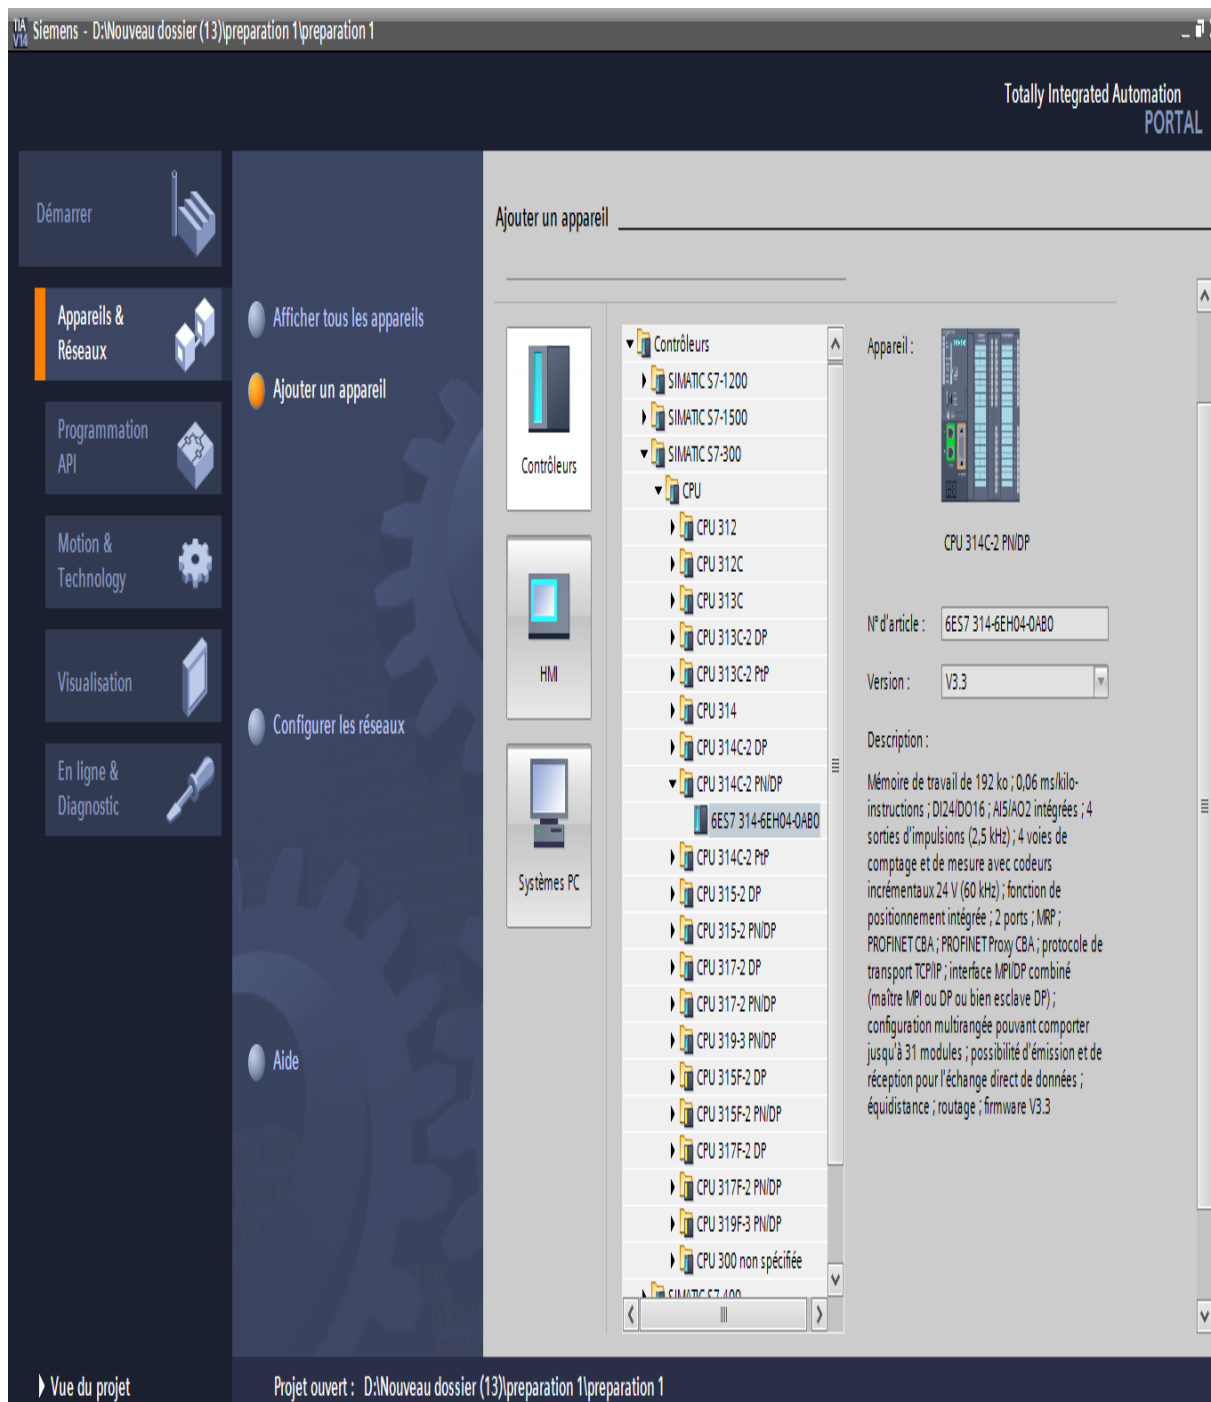 TIA
V14
Siemens - D:\Nouveau dossier (13)\preparation 1\preparation 1
Totally Integrated Automation
PORTAL
Démarrer
Appareils &
Réseaux
Programmation
API
Motion &
Technology
Visualisation
En ligne &
Diagnostic
Afficher tous les appareils
Ajouter un appareil
Configurer les réseaux
Aide
Ajouter un appareil
Contrôleurs
HMI
Systèmes PC
Contrôleurs
SIMATIC S7-1200
SIMATIC S7-1500
SIMATIC S7-300
CPU
CPU 312
CPU 312C
CPU 313C
CPU 313C-2 DP
CPU 313C-2 PtP
CPU 314
CPU 314C-2 DP
CPU 314C-2 PN/DP
6ES7 314-6EH04-0AB0
CPU 314C-2 PtP
CPU 315-2 DP
CPU 315-2 PN/DP
CPU 317-2 DP
CPU 317-2 PN/DP
CPU 319-3 PN/DP
CPU 315F-2 DP
CPU 315F-2 PN/DP
CPU 317F-2 DP
CPU 317F-2 PN/DP
CPU 319F-3 PN/DP
CPU 300 non spécifiée
SIMATIC S7-400
Appareil :
CPU 314C-2 PN/DP
N° d'article : 6ES7 314-6EH04-0AB0
Version : V3.3
Description :
Mémoire de travail de 192 ko ; 0,06 ms/kilo-
instructions ; DI24/DO16 ; AI5/AO2 intégrées ; 4
sorties d'impulsions (2,5 kHz) ; 4 voies de
comptage et de mesure avec codeurs
incrémentaux 24 V (60 kHz) ; fonction de
positionnement intégrée ; 2 ports ; MRP ;
PROFINET CBA ; PROFINET Proxy CBA ; protocole de
transport TCP/IP ; interface MPI/DP combiné
(maître MPI ou DP ou bien esclave DP) ;
configuration multirangée pouvant comporter
jusqu'à 31 modules ; possibilité d'émission et de
réception pour l'échange direct de données ;
équidistance ; routage ; firmware V3.3
Vue du projet
Projet ouvert : D:\Nouveau dossier (13)\preparation 1\preparation 1